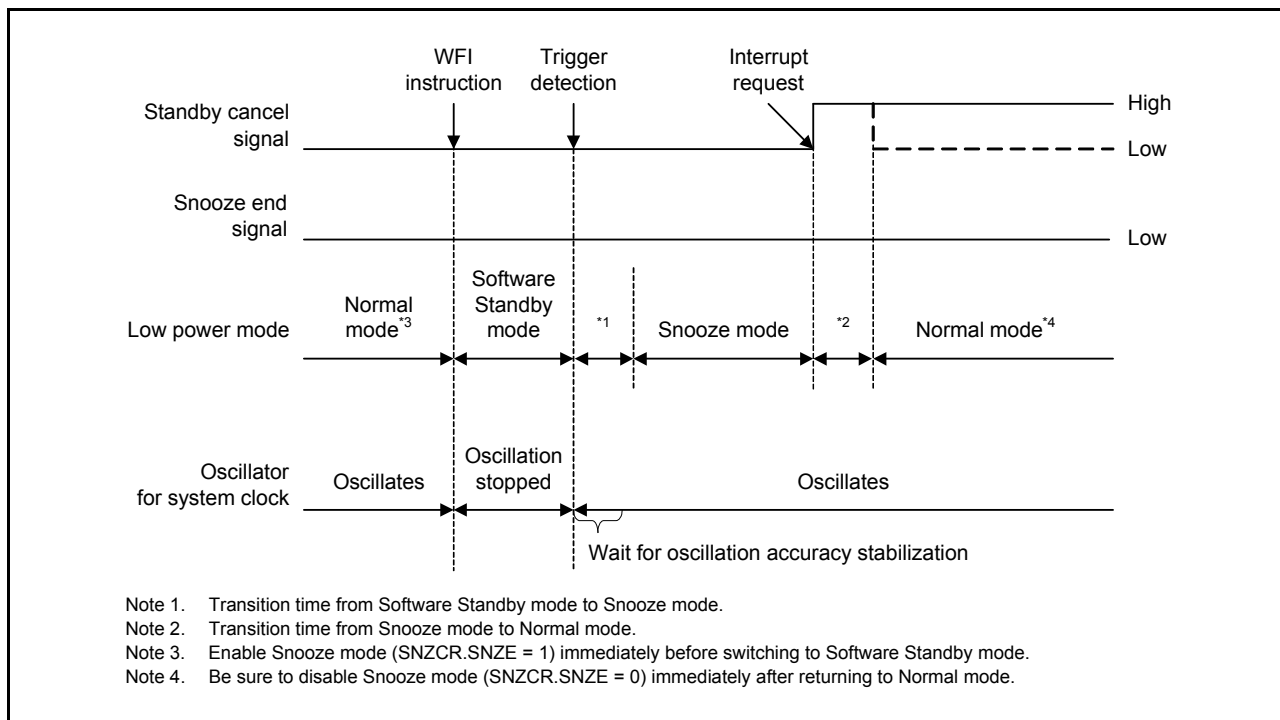 WFI
instruction
Trigger
detection
Interrupt
request
Standby cancel
signal
High
Low
Snooze end
signal
Low
Low power mode
Normal
mode*3
Software
Standby
mode
*1
Snooze mode
*2
Normal mode*4
Oscillator
for system clock
Oscillates
Oscillation
stopped
Oscillates
Wait for oscillation accuracy stabilization
Note 1. Transition time from Software Standby mode to Snooze mode.
Note 2. Transition time from Snooze mode to Normal mode.
Note 3. Enable Snooze mode (SNZCR.SNZE = 1) immediately before switching to Software Standby mode.
Note 4. Be sure to disable Snooze mode (SNZCR.SNZE = 0) immediately after returning to Normal mode.